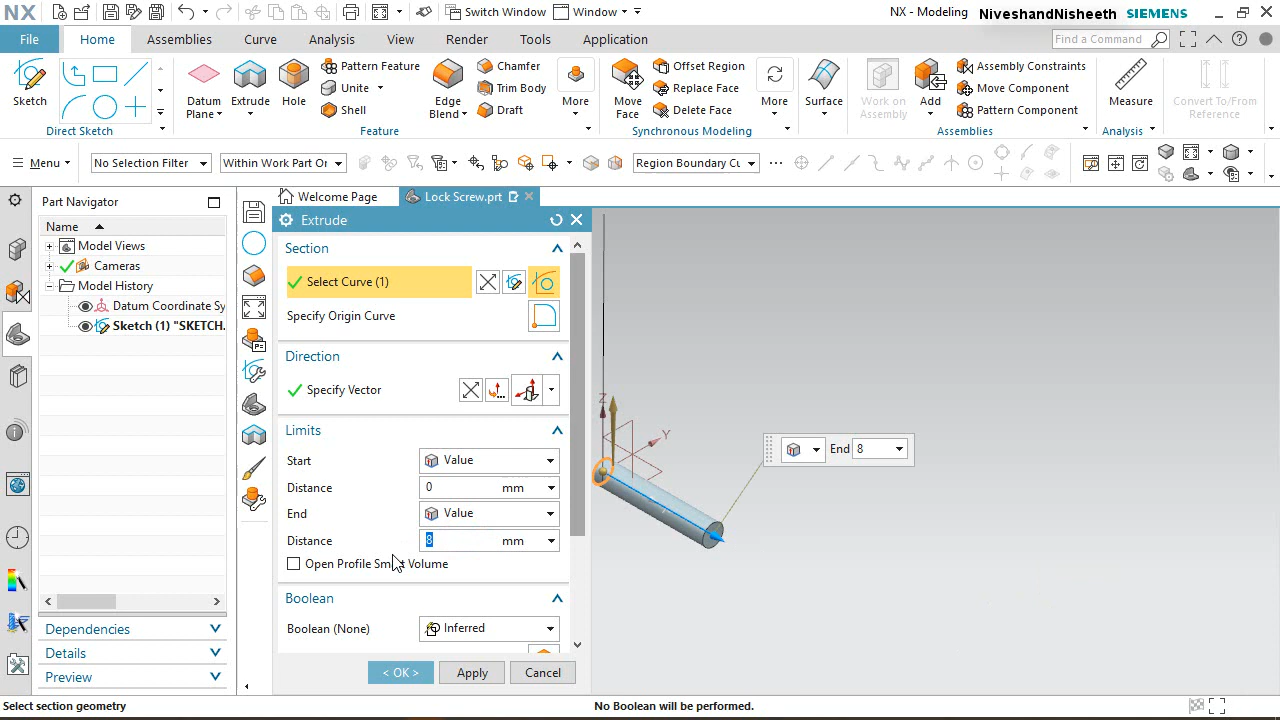 NX Switch Window Window NX - Modeling NiveshandNisheeth SIEMENS
File Home Assemblies Curve Analysis View Render Tools Application Find a Command
Sketch Datum Plane Extrude Hole Pattern Feature Unite Shell Edge Blend Chamfer Trim Body Draft More Move Face Offset Region Replace Face Delete Face More Surface Work on Assembly Add Assembly Constraints Move Component Pattern Component Measure Convert To/From Reference
Direct Sketch Feature Synchronous Modeling Assemblies Analysis
Menu No Selection Filter Within Work Part Or Region Boundary Cu
Part Navigator Welcome Page Lock Screw.prt
Name
Model Views
Cameras
Model History
Datum Coordinate Sy
Sketch (1) "SKETCH.
Dependencies
Details
Preview
Extrude
Section
Select Curve (1)
Specify Origin Curve
Direction
Specify Vector
Limits
Start Value
Distance 0 mm
End Value
Distance 8 mm
Open Profile Smart Volume
Boolean
Boolean (None) Inferred
< OK > Apply Cancel
Z
Y
End 8
Select section geometry No Boolean will be performed.